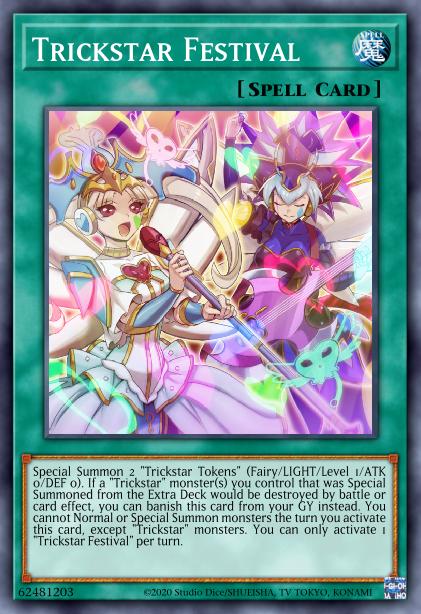 TRICKSTAR FESTIVAL
SPELL
魔
[SPELL CARD]
Special Summon 2 "Trickstar Tokens" (Fairy/LIGHT/Level 1/ATK
0/DEF 0). If a "Trickstar" monster(s) you control that was Special
Summoned from the Extra Deck would be destroyed by battle or
card effect, you can banish this card from your GY instead. You
cannot Normal or Special Summon monsters the turn you activate
this card, except "Trickstar" monsters. You can only activate 1
"Trickstar Festival" per turn.
62481203
©2020 Studio Dice/SHUEISHA, TV TOKYO, KONAMI